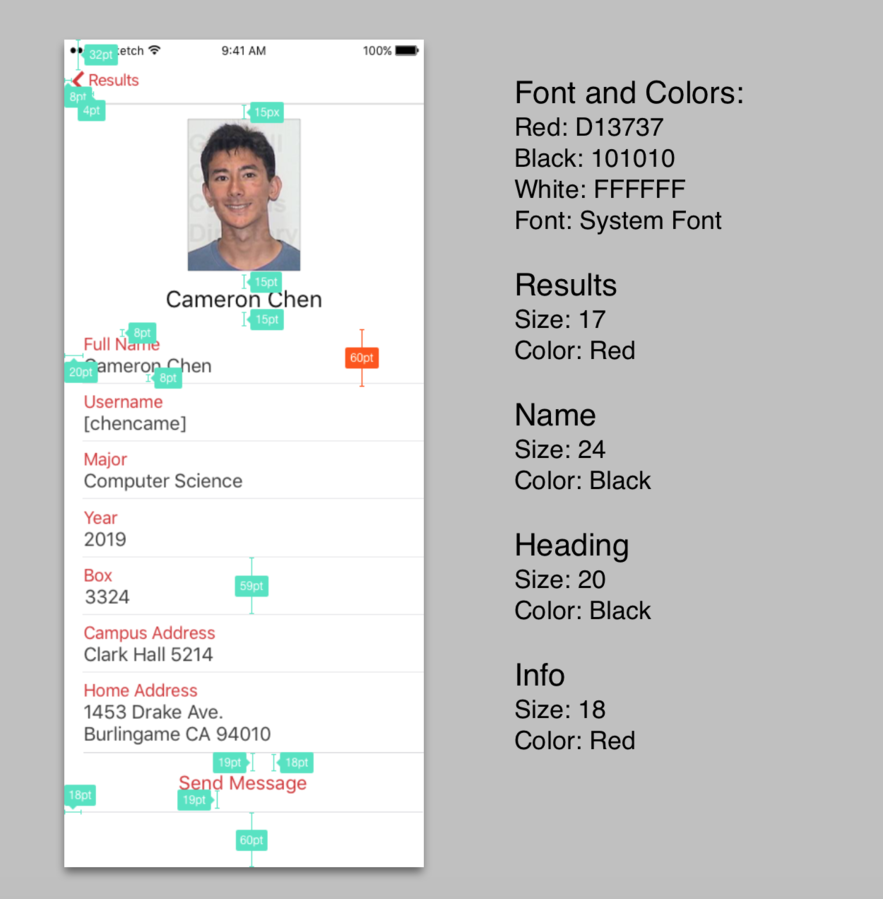 etch
9:41 AM
100%
32pt
Results
8pt
4pt
15px
Directory
15pt
Cameron Chen
15pt
8pt
Full Name
60pt
20pt
Cameron Chen
8pt
Username
[chencame]
Major
Computer Science
Year
2019
Box
59pt
3324
Campus Address
Clark Hall 5214
Home Address
1453 Drake Ave.
Burlingame CA 94010
19pt
18pt
Send Message
18pt
19pt
60pt
Font and Colors:
Red: D13737
Black: 101010
White: FFFFFF
Font: System Font
Results
Size: 17
Color: Red
Name
Size: 24
Color: Black
Heading
Size: 20
Color: Black
Info
Size: 18
Color: Red